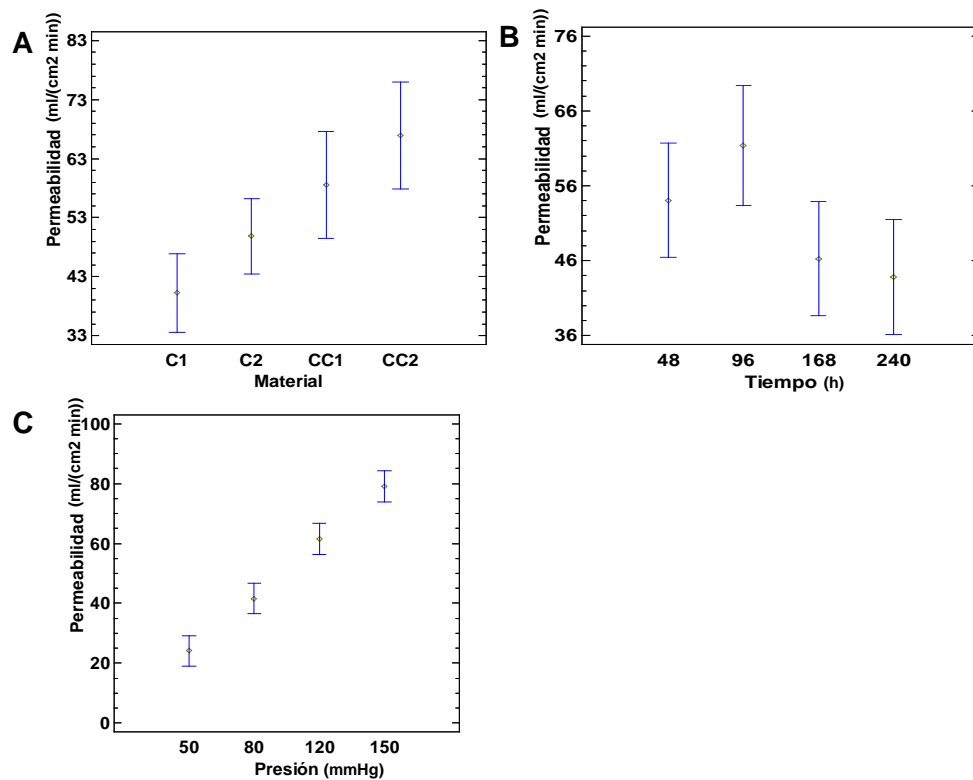 A
Permeabilidad (ml/(cm2 min))
83
73
63
53
43
33
C1 C2 CC1 CC2
Material
B
Permeabilidad (ml/(cm2 min))
76
66
56
46
36
48 96 168 240
Tiempo (h)
C
Permeabilidad (ml/(cm2 min))
100
80
60
40
20
0
50 80 120 150
Presión (mmHg)